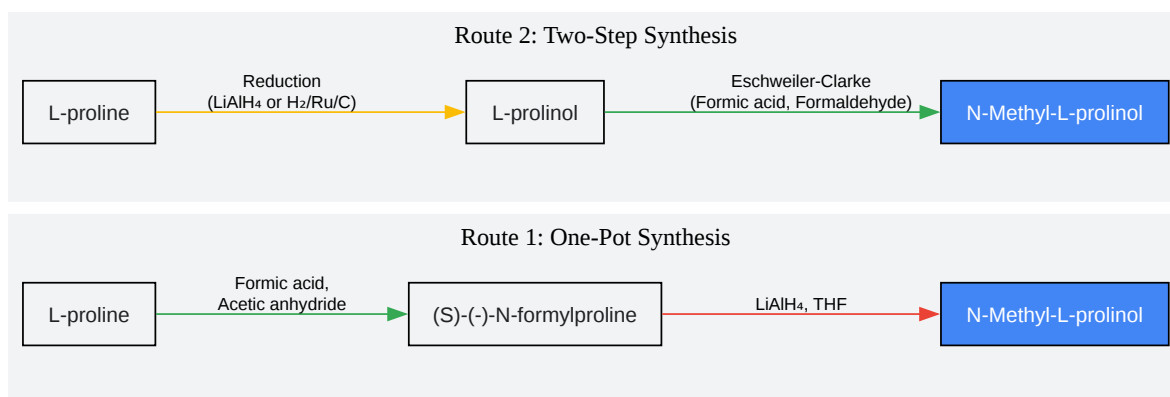 Route 2: Two-Step Synthesis
L-proline
Reduction
(LiAlH₄ or H₂/Ru/C)
L-prolinol
Eschweiler-Clarke
(Formic acid, Formaldehyde)
N-Methyl-L-prolinol
Route 1: One-Pot Synthesis
L-proline
Formic acid,
Acetic anhydride
(S)-(-)-N-formylproline
LiAlH₄, THF
N-Methyl-L-prolinol